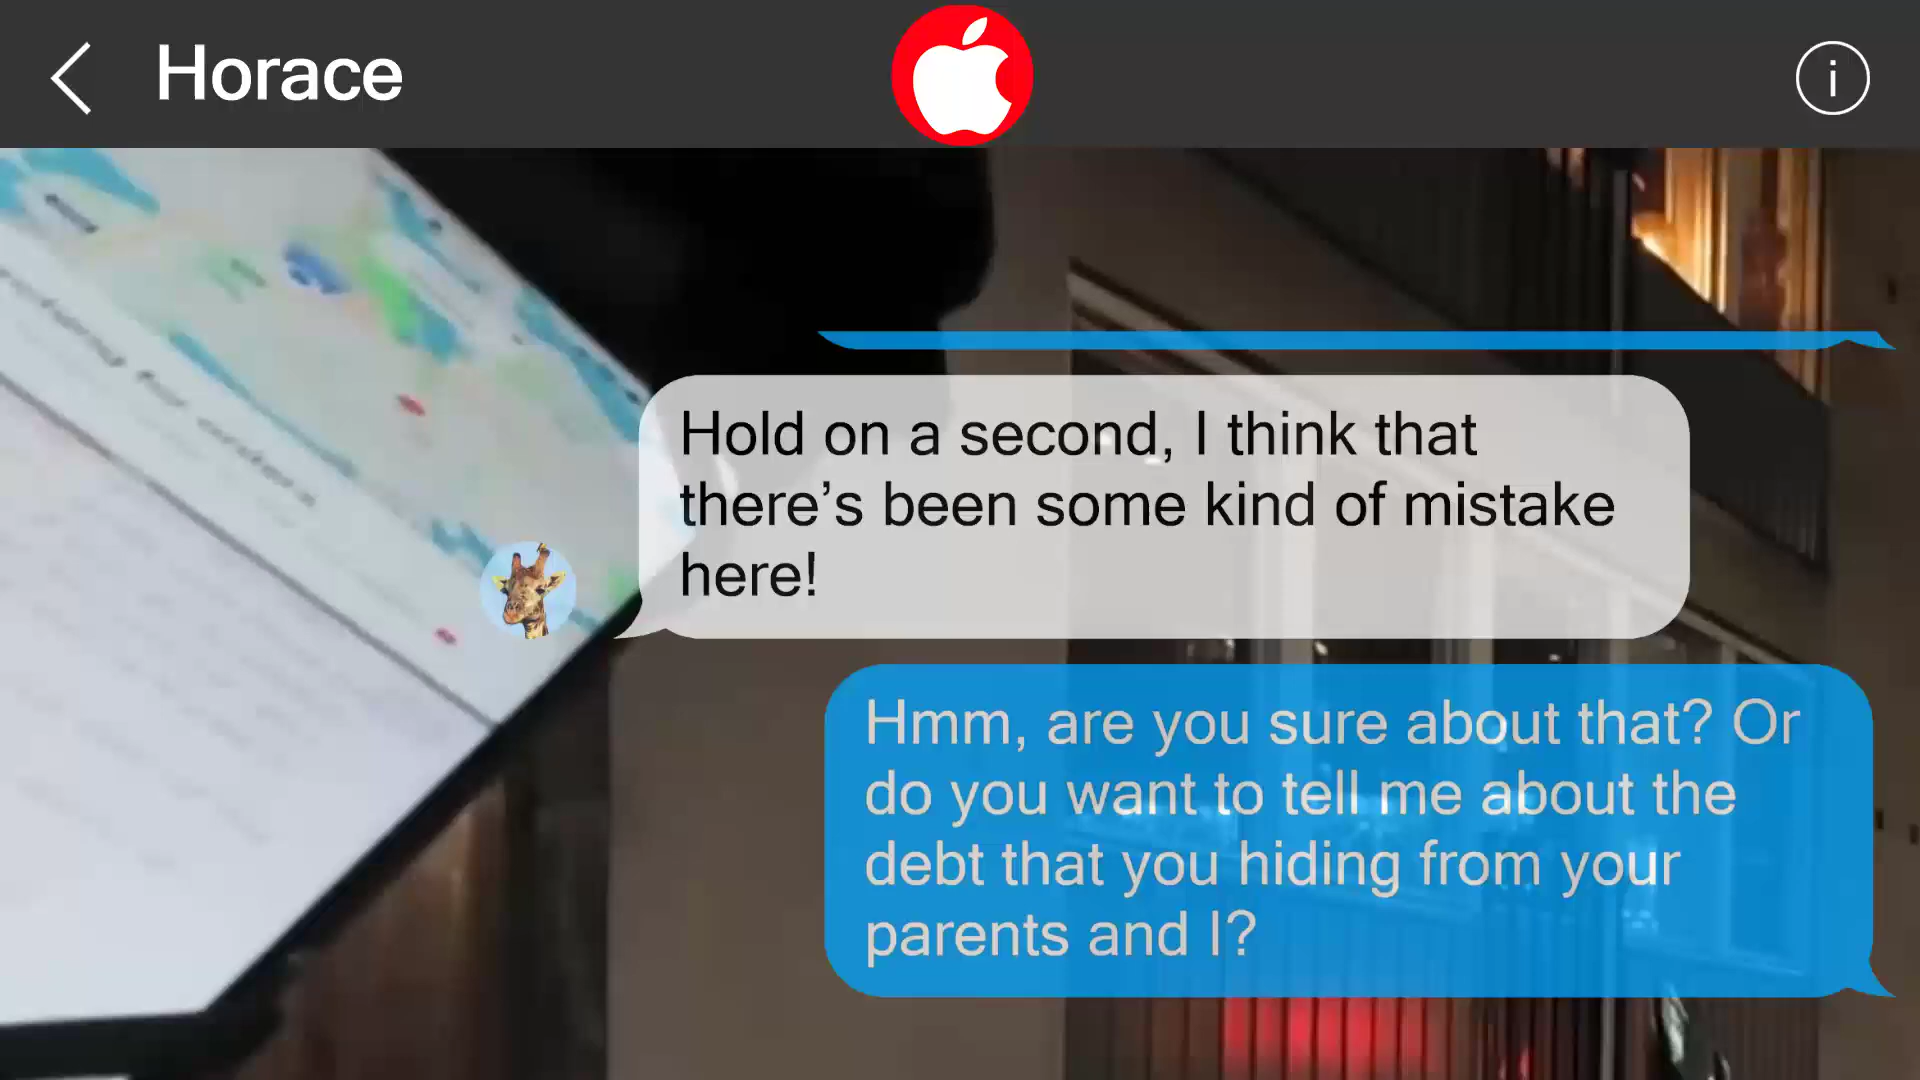 Horace
i
Hold on a second, I think that
there’s been some kind of mistake
here!
Hmm, are you sure about that? Or
do you want to tell me about the
debt that you hiding from your
parents and I?